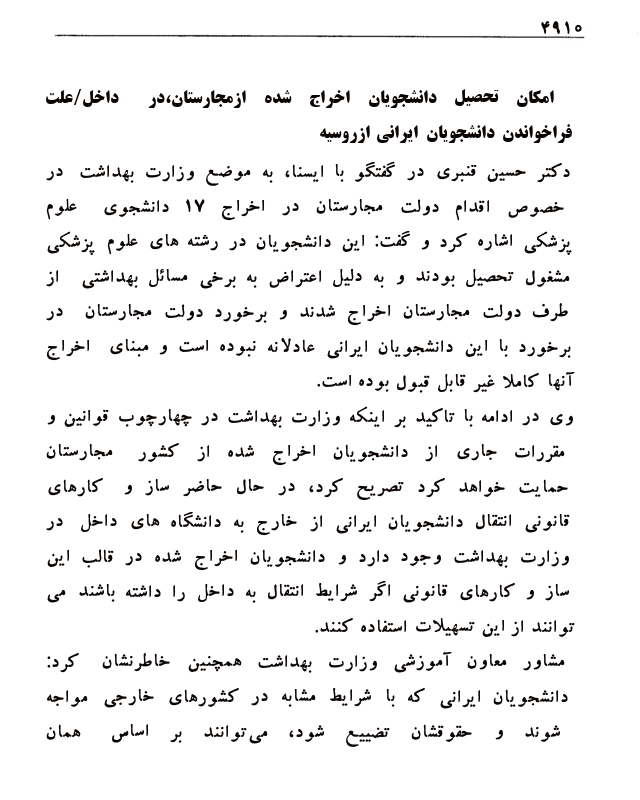 ۴۹۱۰
امکان تحصیل دانشجویان اخراج شده ازمجارستان،در داخل/علت
فراخواندن دانشجویان ایرانی ازروسیه
دکتر حسین قنبری در گفتگو با ایسنا، به موضع وزارت بهداشت در
خصوص اقدام دولت مجارستان در اخراج ۱۷ دانشجوی علوم
پزشکی اشاره کرد و گفت: این دانشجویان در رشته های علوم پزشکی
مشغول تحصیل بودند و به دلیل اعتراض به برخی مسائل بهداشتی از
طرف دولت مجارستان اخراج شدند و برخورد دولت مجارستان در
برخورد با این دانشجویان ایرانی عادلانه نبوده است و مبنای اخراج
آنها کاملا غیر قابل قبول بوده است.
وی در ادامه با تاکید بر اینکه وزارت بهداشت در چهارچوب قوانین و
مقررات جاری از دانشجویان اخراج شده از کشور مجارستان
حمایت خواهد کرد تصریح کرد، در حال حاضر ساز و کارهای
قانونی انتقال دانشجویان ایرانی از خارج به دانشگاه های داخل در
وزارت بهداشت وجود دارد و دانشجویان اخراج شده در قالب این
ساز و کارهای قانونی اگر شرایط انتقال به داخل را داشته باشند می
توانند از این تسهیلات استفاده کنند.
مشاور معاون آموزشی وزارت بهداشت همچنین خاطرنشان کرد:
دانشجویان ایرانی که با شرایط مشابه در کشورهای خارجی مواجه
شوند و حقوقشان تضییع شود، می‌توانند بر اساس همان